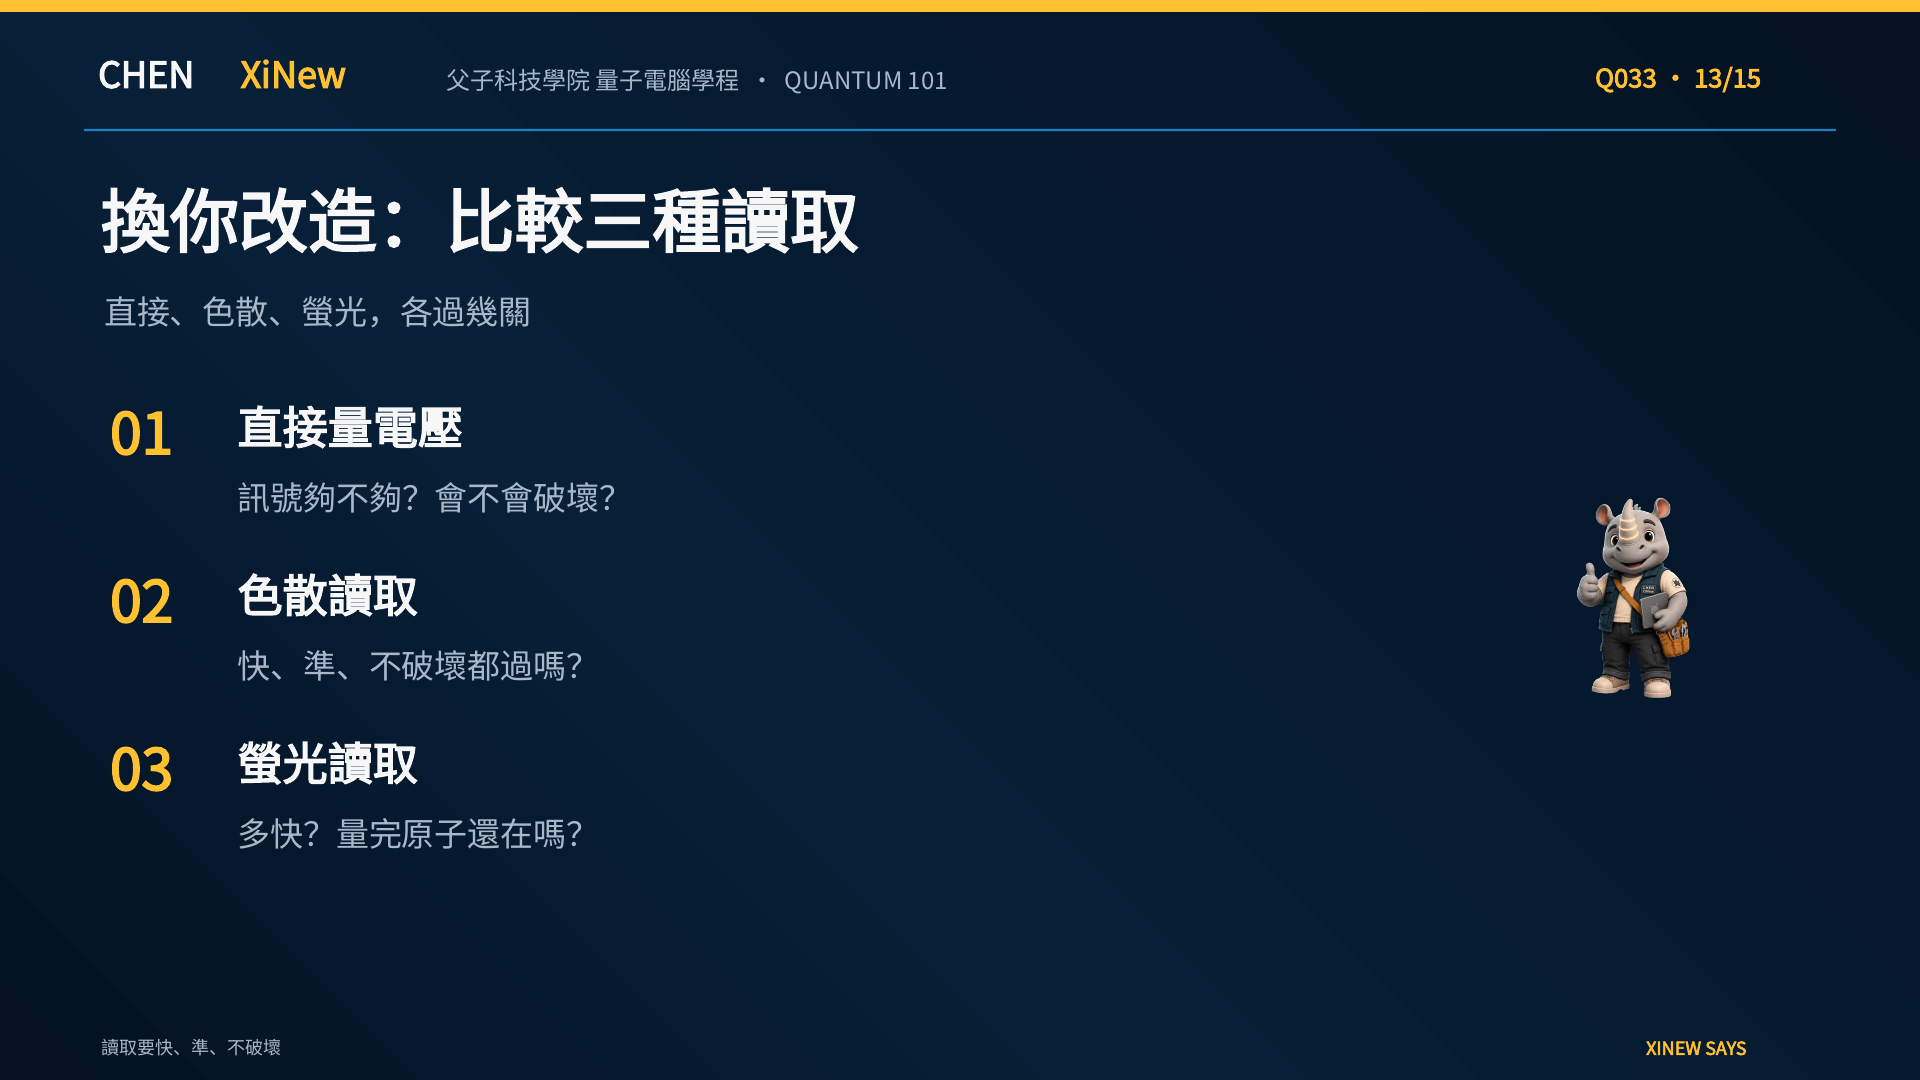 CHEN XiNew 父子科技學院 量子電腦學程 · QUANTUM 101 Q033 · 13/15
換你改造：比較三種讀取
直接、色散、螢光，各過幾關
01 直接量電壓
訊號夠不夠？會不會破壞？
02 色散讀取
快、準、不破壞都過嗎？
03 螢光讀取
多快？量完原子還在嗎？
讀取要快、準、不破壞 XINEW SAYS